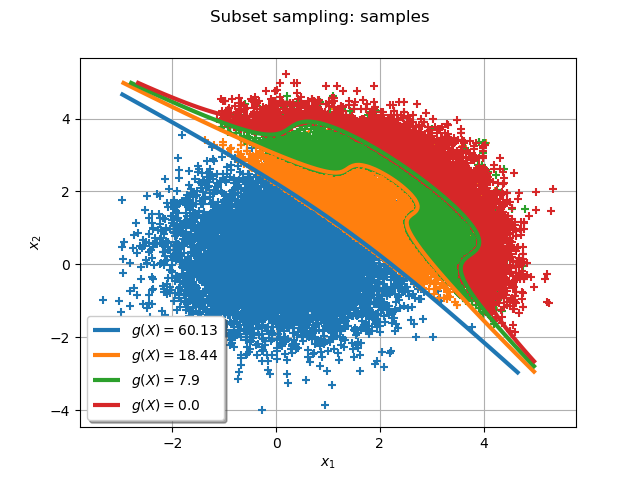 Subset sampling: samples
x₂
4
2
0
−2
−4
g(X) = 60.13
g(X) = 18.44
g(X) = 7.9
g(X) = 0.0
−2
0
2
4
x₁